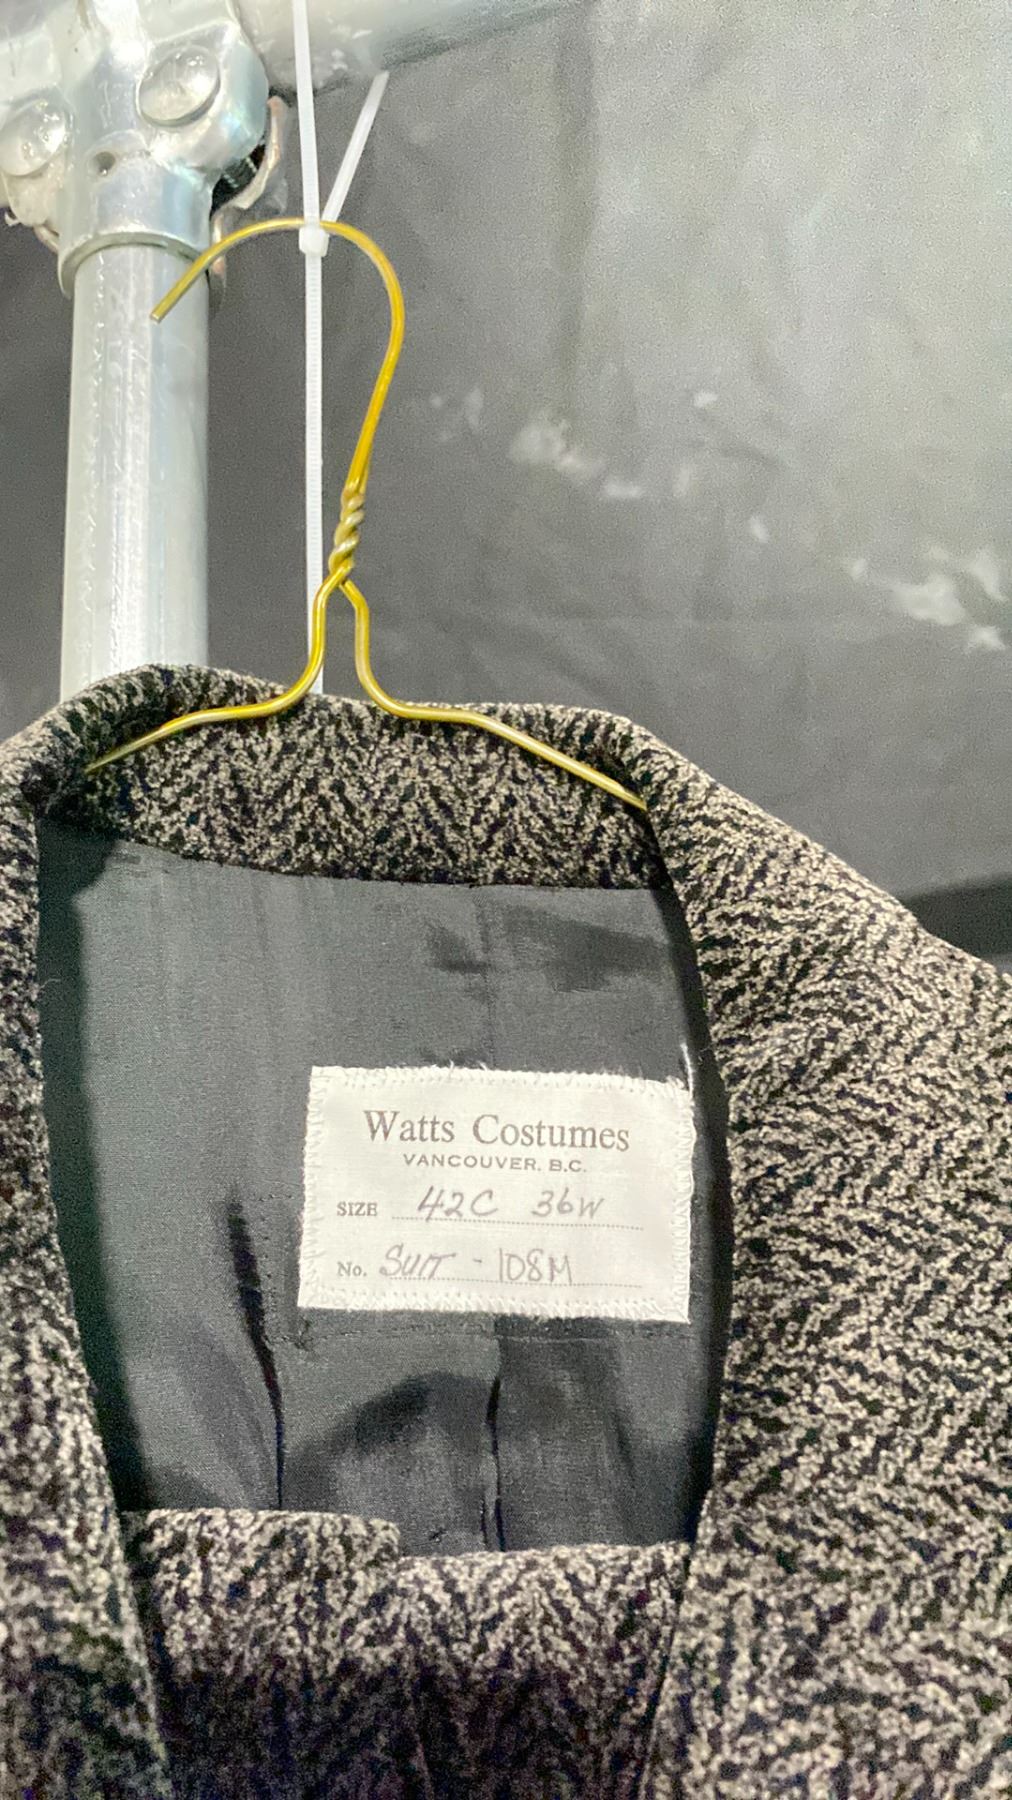 Watts Costumes
VANCOUVER. B.C.
SIZE 42C 36W
No. SUIT - 108M